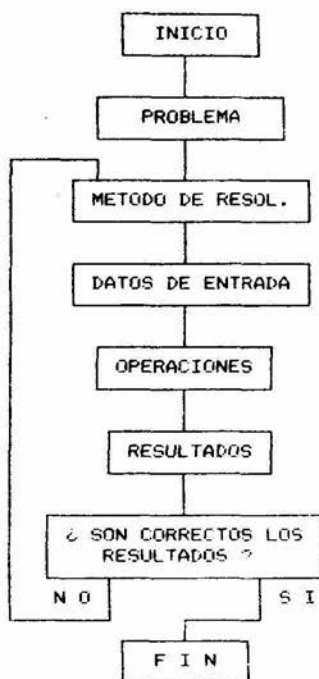 INICIO
PROBLEMA
METODO DE RESOL.
DATOS DE ENTRADA
OPERACIONES
RESULTADOS
¿ SON CORRECTOS LOS
RESULTADOS ?
N O
S I
F I N